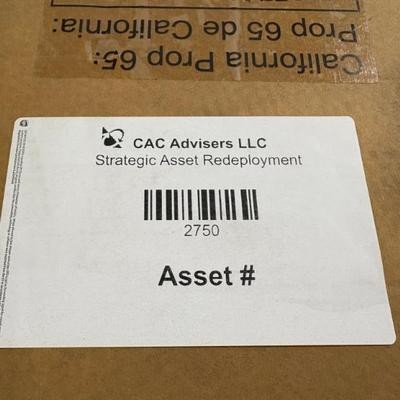 California Prop 65:
Prop 65 de California:
CAC Advisers LLC
Strategic Asset Redeployment
2750
Asset #